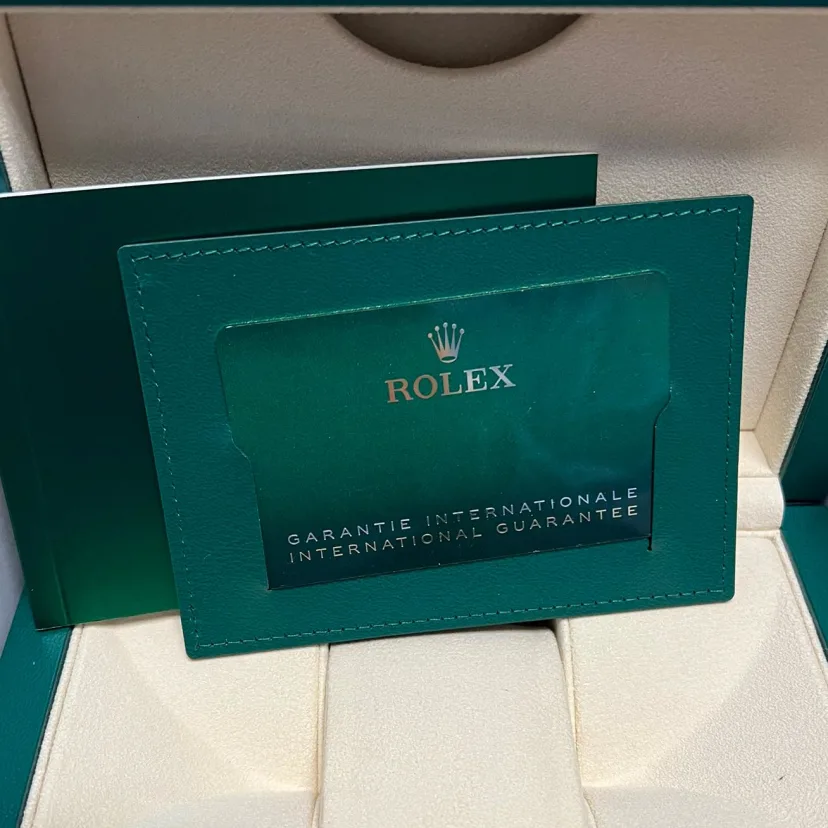 ROLEX
GARANTIE INTERNATIONALE
INTERNATIONAL GUARANTEE